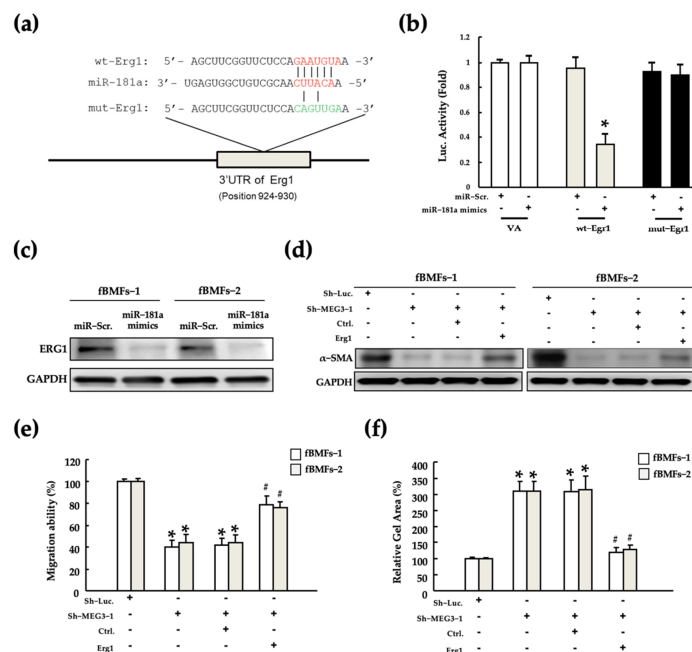 (a)
wt-Erg1: 5′- AGCUUCGGUUCUCCAGAAUGUAA -3′
miR-181a: 3′- UGAGUGGCUGUCGCAACUUACAA -5′
mut-Erg1: 5′- AGCUUCGGUUCUCCACAGUUGAA -3′
3′UTR of Erg1
(Position 924-930)
(b)
Luc. Activity (Fold)
1.2
1
0.8
0.6
0.4
0.2
0
*
miR-Scr. + - + - + -
miR-181a mimics - + - + - +
VA wt-Egr1 mut-Egr1
(c)
fBMFs-1 fBMFs-2
miR-Scr. miR-181a mimics miR-Scr. miR-181a mimics
ERG1
GAPDH
(d)
fBMFs-1 fBMFs-2
Sh-Luc. + - - - + - - -
Sh-MEG3-1 - + + + - + + +
Ctrl. - - + - - - + -
Erg1 - - - + - - - +
α-SMA
GAPDH
(e)
fBMFs-1
fBMFs-2
Migration ability (%)
120
100
80
60
40
20
0
* * * * # #
Sh-Luc. + - - -
Sh-MEG3-1 - + + +
Ctrl. - - + -
Erg1 - - - +
(f)
fBMFs-1
fBMFs-2
Relative Gel Area (%)
450
400
350
300
250
200
150
100
50
0
* * * * # #
Sh-Luc. + - - -
Sh-MEG3-1 - + + +
Ctrl. - - + -
Erg1 - - - +